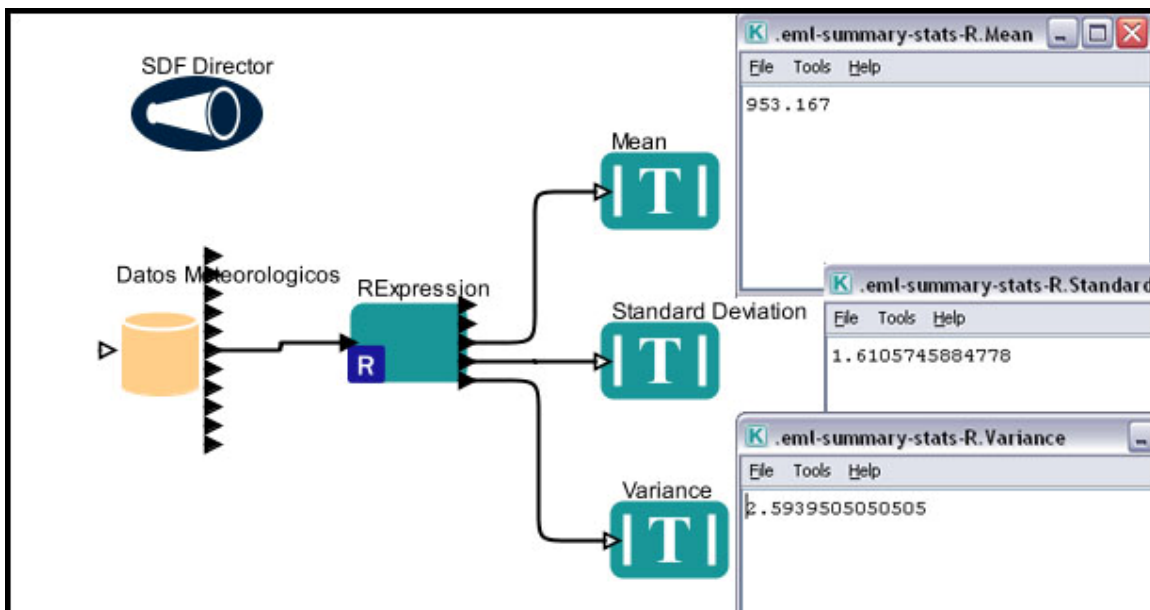 SDF Director
Datos Meteorologicos
RExpression
R
Mean
T
Standard Deviation
T
Variance
T
K .eml-summary-stats-R.Mean
File Tools Help
953.167
K .eml-summary-stats-R.Standard
File Tools Help
1.6105745884778
K .eml-summary-stats-R.Variance
File Tools Help
2.5939505050505